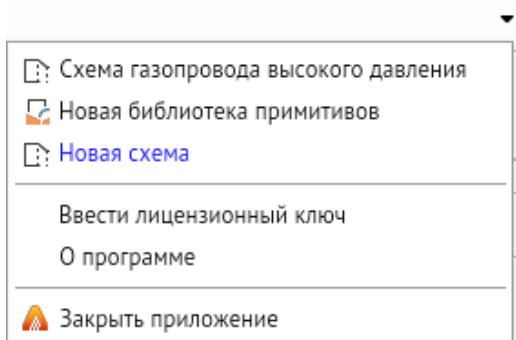 Схема газопровода высокого давления
Новая библиотека примитивов
Новая схема
Ввести лицензионный ключ
О программе
Закрыть приложение